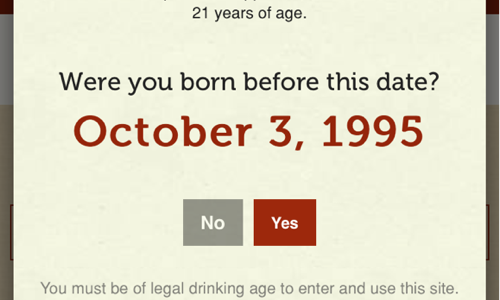 21 years of age.
Were you born before this date?
October 3, 1995
No Yes
You must be of legal drinking age to enter and use this site.